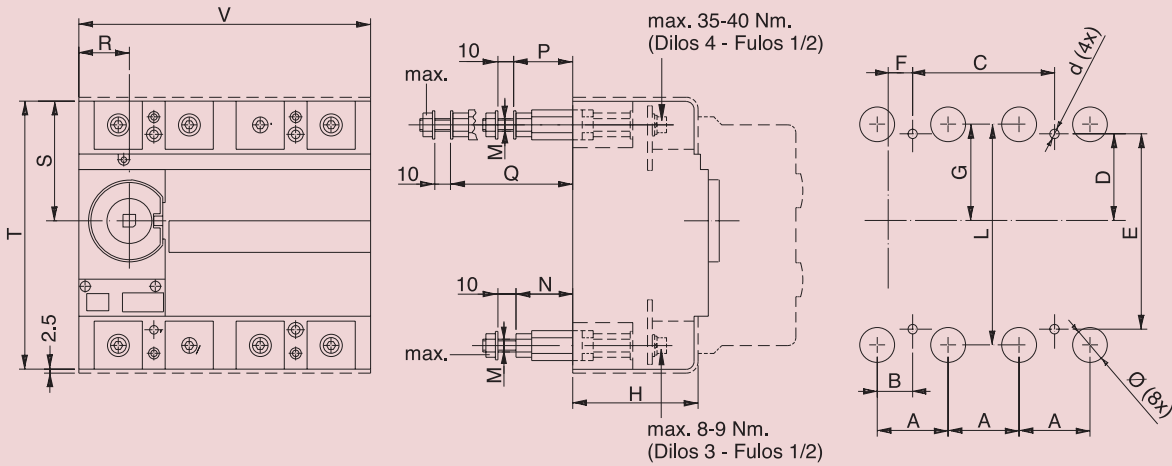 V
R
S
T
2.5
max. 35-40 Nm.
(Dilos 4 - Fulos 1/2)
10
P
max.
M
10
Q
10
N
max.
M
H
max. 8-9 Nm.
(Dilos 3 - Fulos 1/2)
F
C
d (4x)
G
D
L
E
B
A
A
A
Ø (8x)